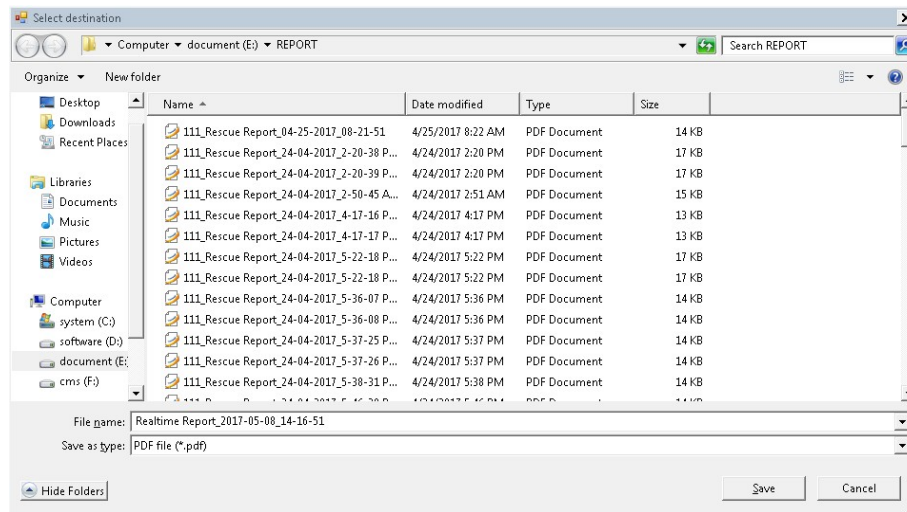 Select destination
Computer document (E:) REPORT Search REPORT
Organize New folder
Desktop
Downloads
Recent Places
Libraries
Documents
Music
Pictures
Videos
Computer
system (C:)
software (D:)
document (E:
cms (F:)
Name Date modified Type Size
111_Rescue Report_04-25-2017_08-21-51 4/25/2017 8:22 AM PDF Document 14 KB
111_Rescue Report_24-04-2017_2-20-38 P... 4/24/2017 2:20 PM PDF Document 17 KB
111_Rescue Report_24-04-2017_2-20-39 P... 4/24/2017 2:20 PM PDF Document 17 KB
111_Rescue Report_24-04-2017_2-50-45 A... 4/24/2017 2:51 AM PDF Document 15 KB
111_Rescue Report_24-04-2017_4-17-16 P... 4/24/2017 4:17 PM PDF Document 13 KB
111_Rescue Report_24-04-2017_4-17-17 P... 4/24/2017 4:17 PM PDF Document 13 KB
111_Rescue Report_24-04-2017_5-22-18 P... 4/24/2017 5:22 PM PDF Document 17 KB
111_Rescue Report_24-04-2017_5-22-18 P... 4/24/2017 5:22 PM PDF Document 17 KB
111_Rescue Report_24-04-2017_5-36-07 P... 4/24/2017 5:36 PM PDF Document 14 KB
111_Rescue Report_24-04-2017_5-36-08 P... 4/24/2017 5:36 PM PDF Document 14 KB
111_Rescue Report_24-04-2017_5-37-25 P... 4/24/2017 5:37 PM PDF Document 14 KB
111_Rescue Report_24-04-2017_5-37-26 P... 4/24/2017 5:37 PM PDF Document 14 KB
111_Rescue Report_24-04-2017_5-38-31 P... 4/24/2017 5:38 PM PDF Document 14 KB
File name: Realtime Report_2017-05-08_14-16-51
Save as type: PDF file (*.pdf)
Hide Folders Save Cancel